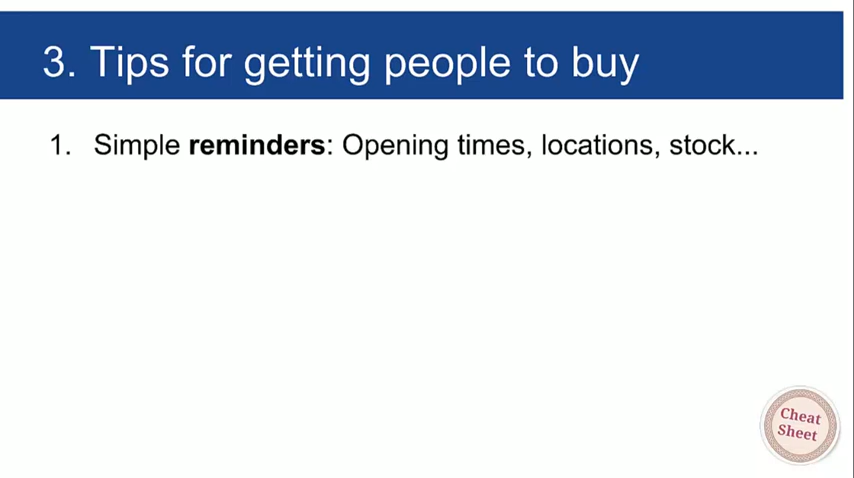 3. Tips for getting people to buy
1. Simple reminders: Opening times, locations, stock...
Cheat
Sheet